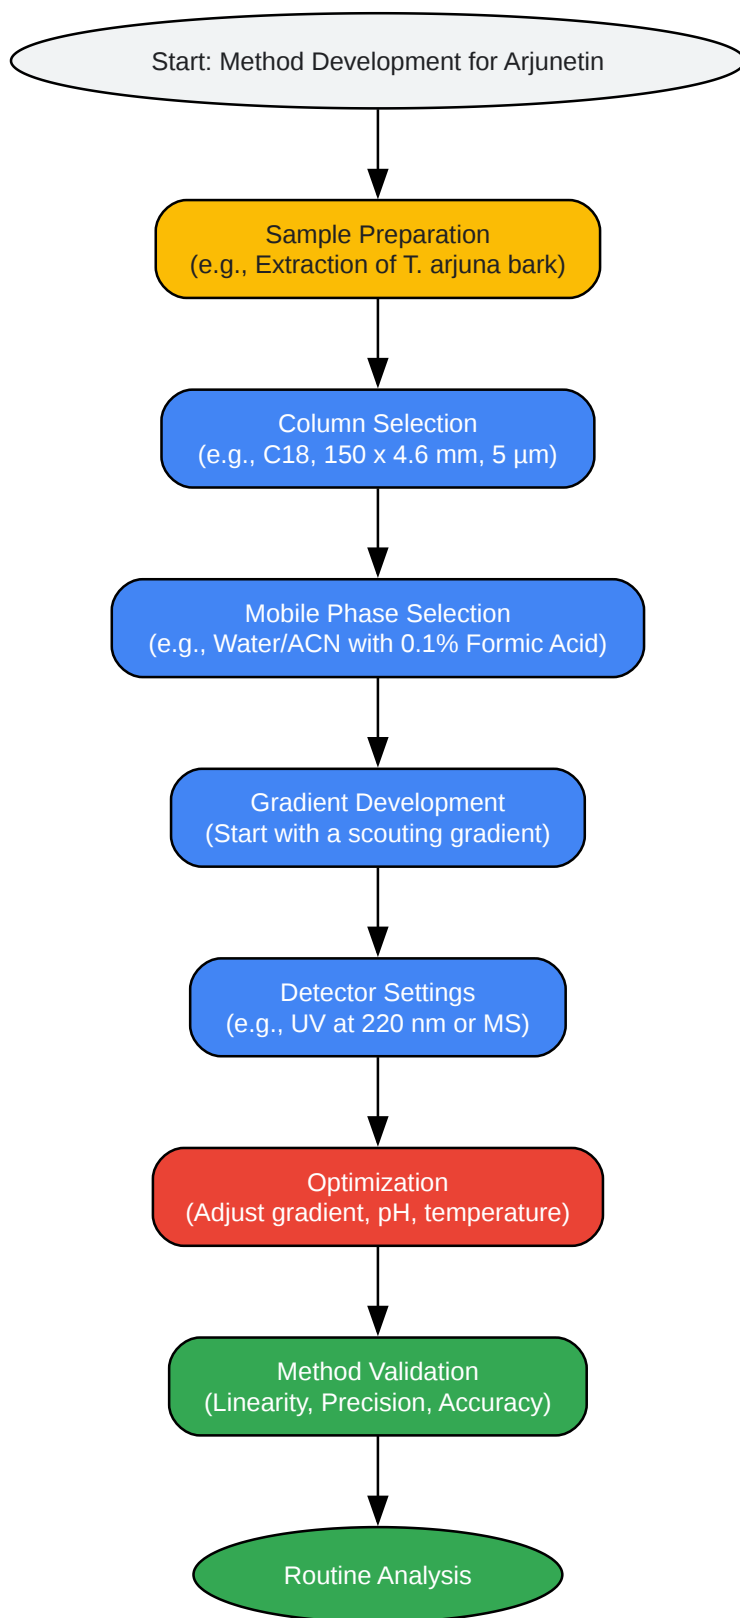 Start: Method Development for Arjunetin
Sample Preparation
(e.g., Extraction of T. arjuna bark)
Column Selection
(e.g., C18, 150 x 4.6 mm, 5 µm)
Mobile Phase Selection
(e.g., Water/ACN with 0.1% Formic Acid)
Gradient Development
(Start with a scouting gradient)
Detector Settings
(e.g., UV at 220 nm or MS)
Optimization
(Adjust gradient, pH, temperature)
Method Validation
(Linearity, Precision, Accuracy)
Routine Analysis